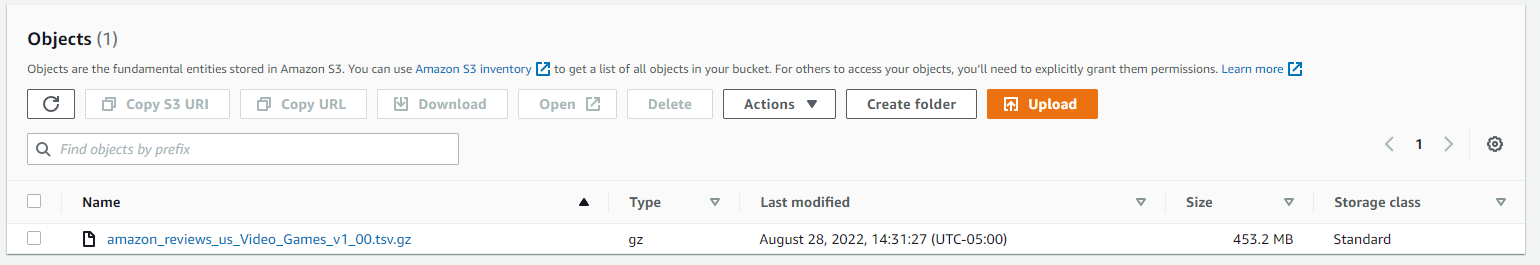 Objects (1)
Objects are the fundamental entities stored in Amazon S3. You can use Amazon S3 inventory to get a list of all objects in your bucket. For others to access your objects, you'll need to explicitly grant them permissions. Learn more
Copy S3 URI Copy URL Download Open Delete Actions Create folder Upload
Find objects by prefix 1
Name Type Last modified Size Storage class
amazon_reviews_us_Video_Games_v1_00.tsv.gz gz August 28, 2022, 14:31:27 (UTC-05:00) 453.2 MB Standard